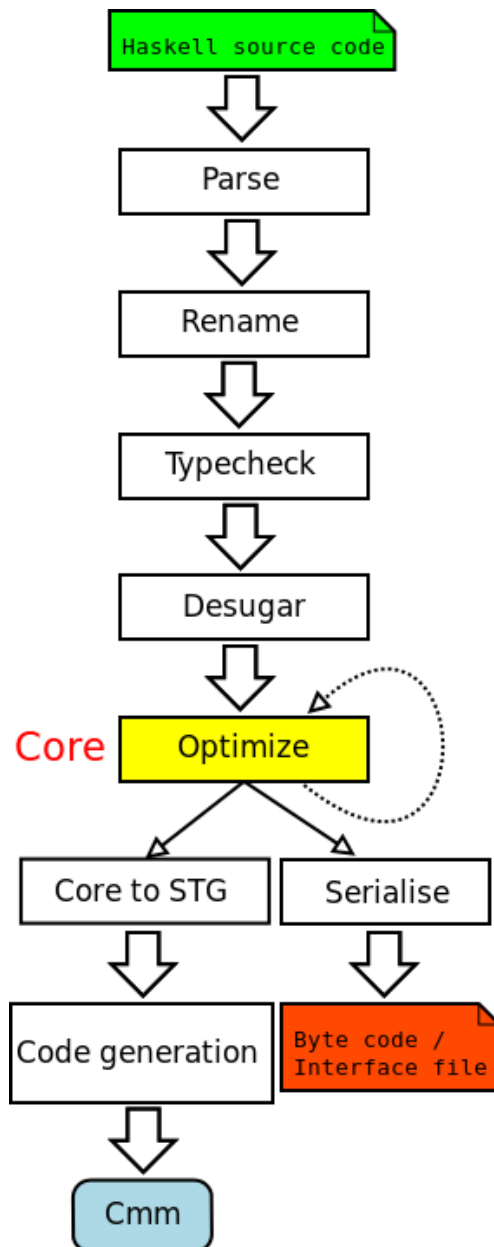 Haskell source code
Parse
Rename
Typecheck
Desugar
Core
Optimize
Core to STG
Serialise
Code generation
Byte code /
Interface file
Cmm